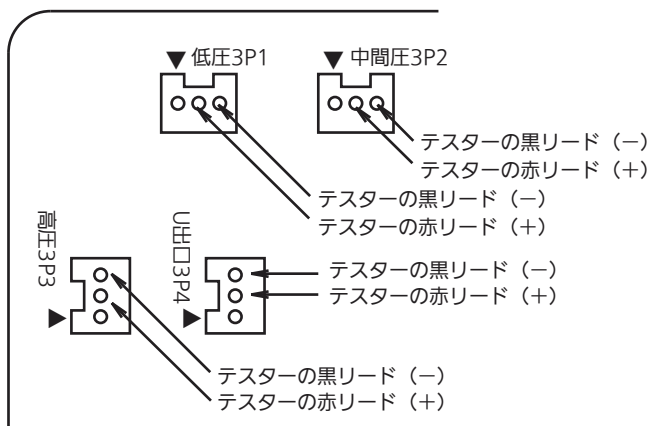 ▼ 低圧3P1
▼ 中間圧3P2
テスターの黒リード（−）
テスターの赤リード（+）
テスターの黒リード（−）
テスターの赤リード（+）
高圧3P3
U出口3P4
テスターの黒リード（−）
テスターの赤リード（+）
テスターの黒リード（−）
テスターの赤リード（+）